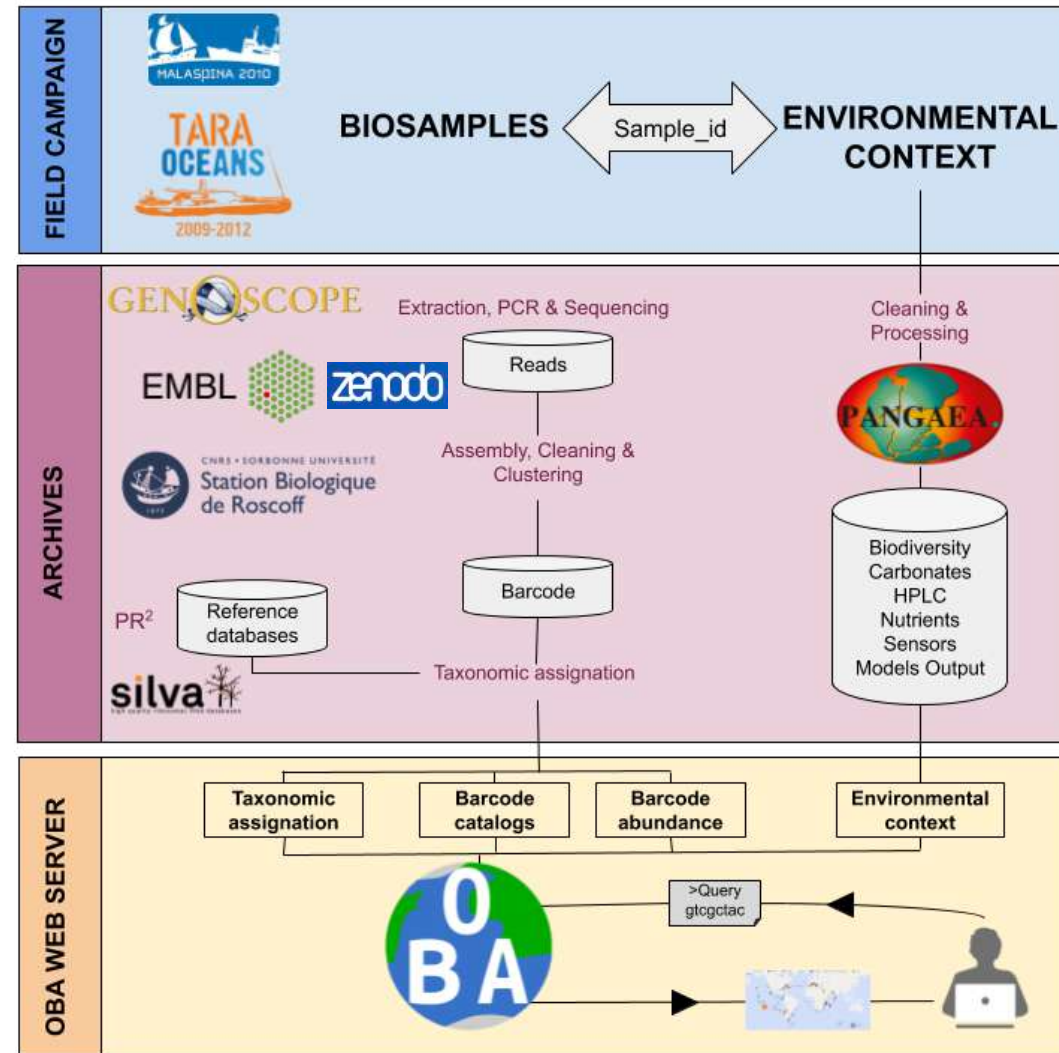 FIELD CAMPAIGN
MALASPINA 2010
TARA
OCEANS
2009-2012
BIOSAMPLES
Sample_id
ENVIRONMENTAL
CONTEXT
ARCHIVES
GENOSCOPE
Extraction, PCR & Sequencing
Reads
EMBL
zenodo
Assembly, Cleaning &
Clustering
CNRS • SORBONNE UNIVERSITÉ
Station Biologique
de Roscoff
1872
Barcode
PR²
Reference
databases
Taxonomic assignation
silva
Cleaning &
Processing
PANGAEA.
Biodiversity
Carbonates
HPLC
Nutrients
Sensors
Models Output
OBA WEB SERVER
Taxonomic
assignation
Barcode
catalogs
Barcode
abundance
Environmental
context
O
B A
>Query
gtcgctac